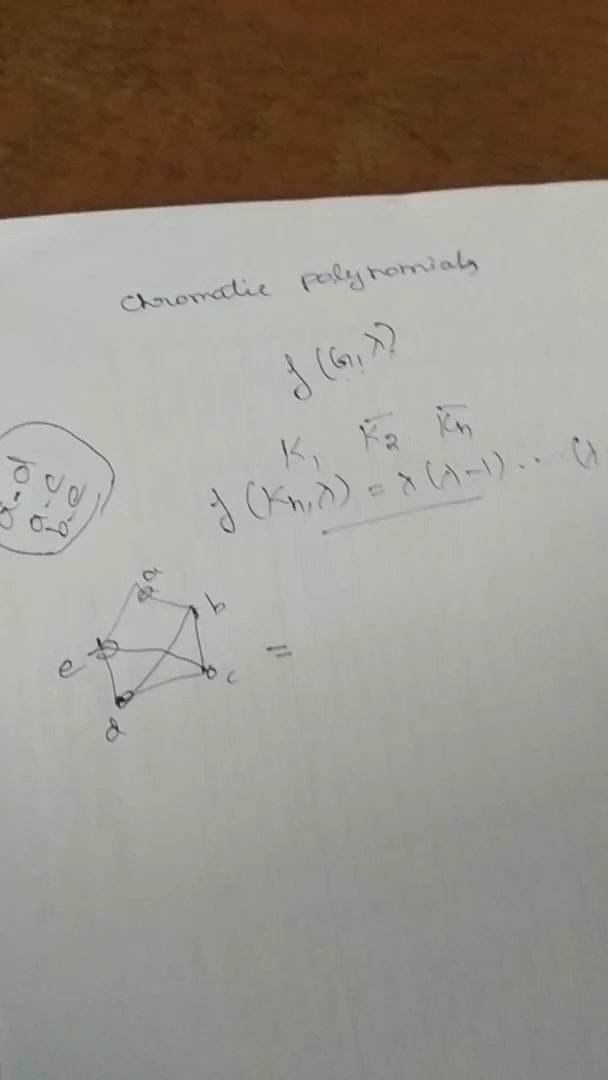 Chromatic polynomials
f(G, λ)
K1 K2 Kn
f(Kn, λ) = λ(λ-1) ... (λ
a
b
e
c
=
d